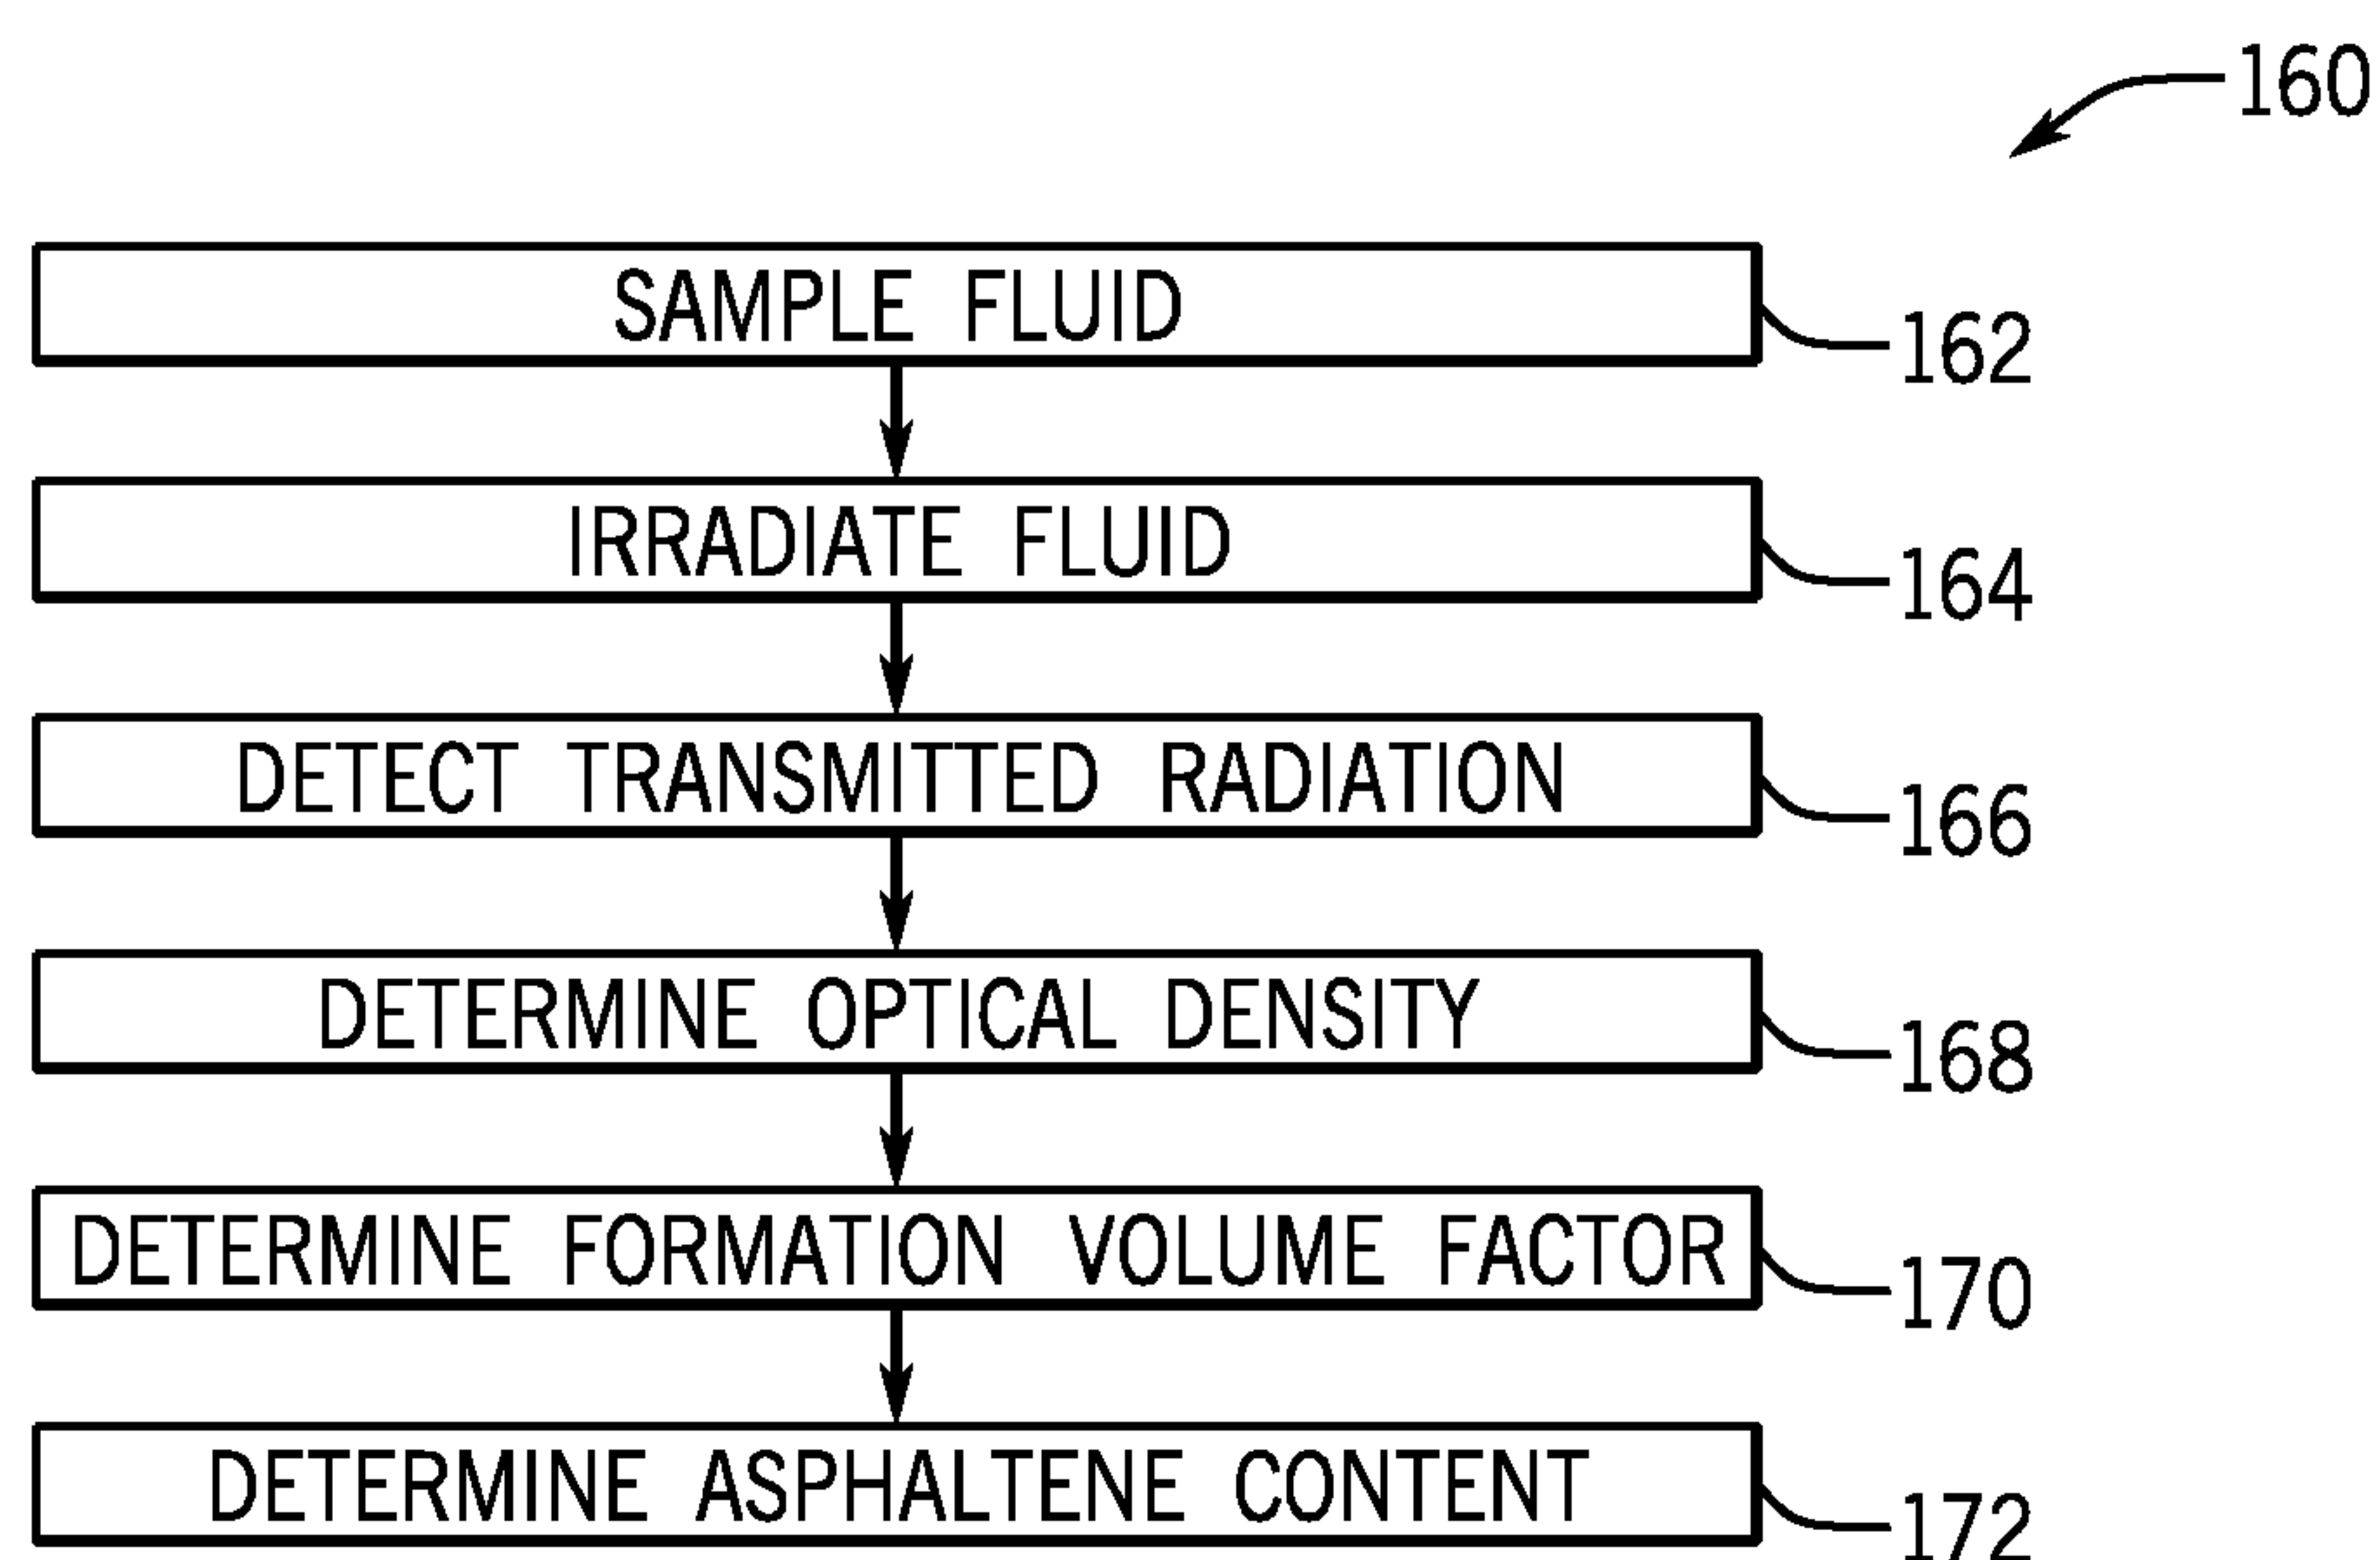 160
SAMPLE FLUID
162
IRRADIATE FLUID
164
DETECT TRANSMITTED RADIATION
166
DETERMINE OPTICAL DENSITY
168
DETERMINE FORMATION VOLUME FACTOR
170
DETERMINE ASPHALTENE CONTENT
172